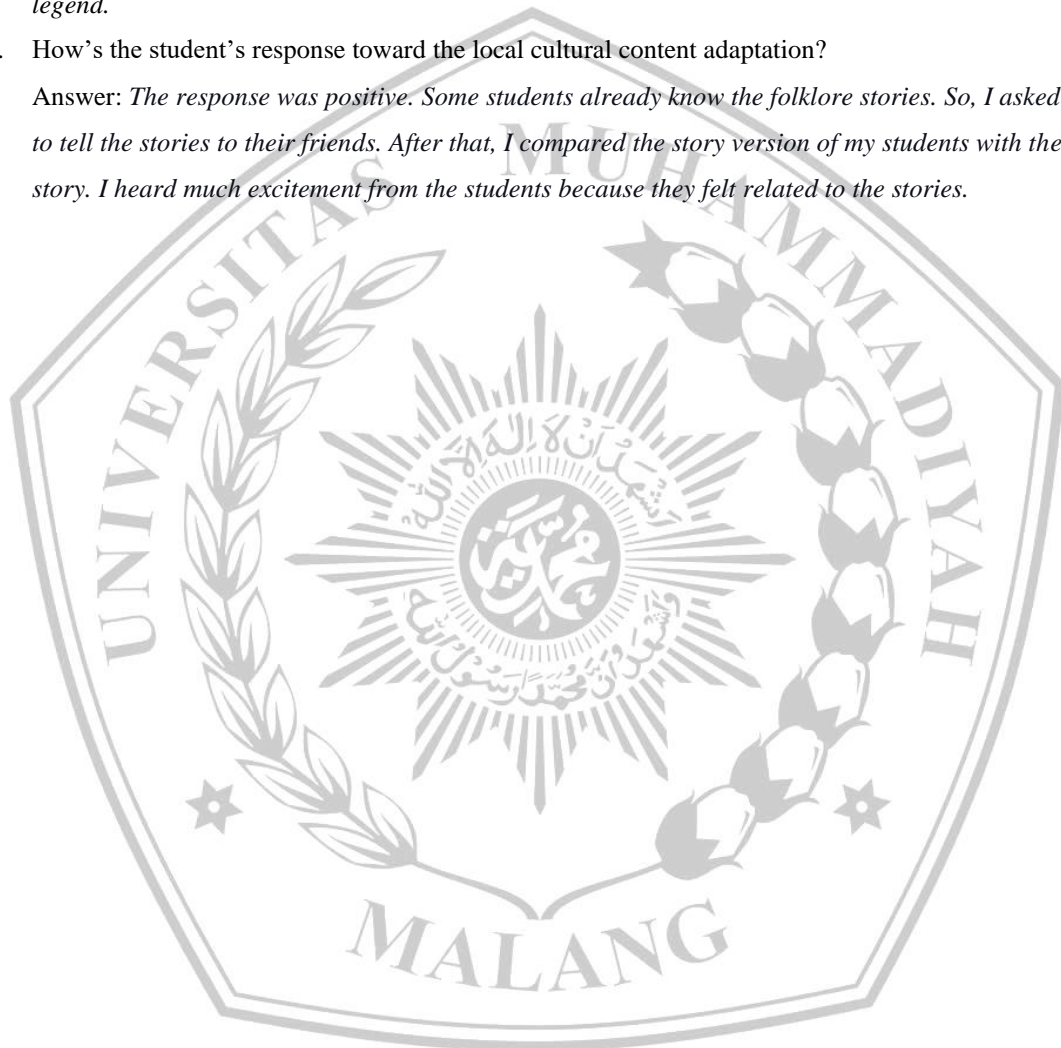 legend.
. How’s the student’s response toward the local cultural content adaptation?
Answer: The response was positive. Some students already know the folklore stories. So, I asked
to tell the stories to their friends. After that, I compared the story version of my students with the
story. I heard much excitement from the students because they felt related to the stories.
UNIVERSITAS MUHAMMADIYAH
MALANG